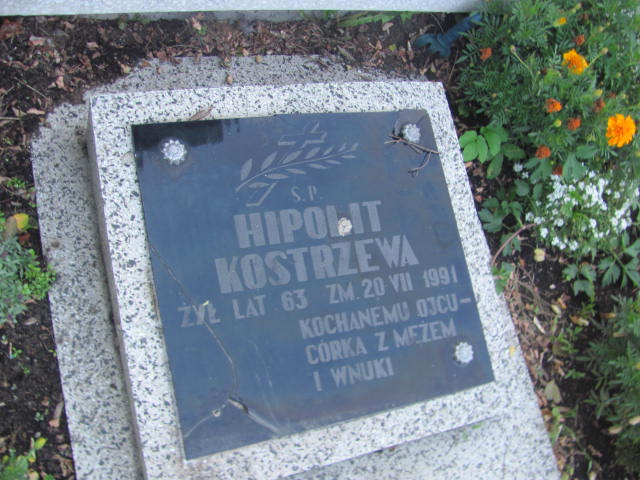 Ś.P.
HIPOLIT
KOSTRZEWA
ŻYŁ LAT 63 ZM. 20 VII 1991
KOCHANEMU OJCU-
CÓRKA Z MĘŻEM
I WNUKI